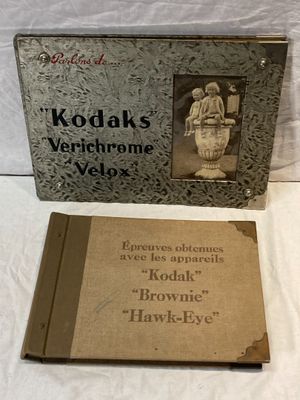 Parlons de...
"Kodaks"
"Verichrome"
"Velox"
Épreuves obtenues
avec les appareils
"Kodak"
"Brownie"
"Hawk-Eye"